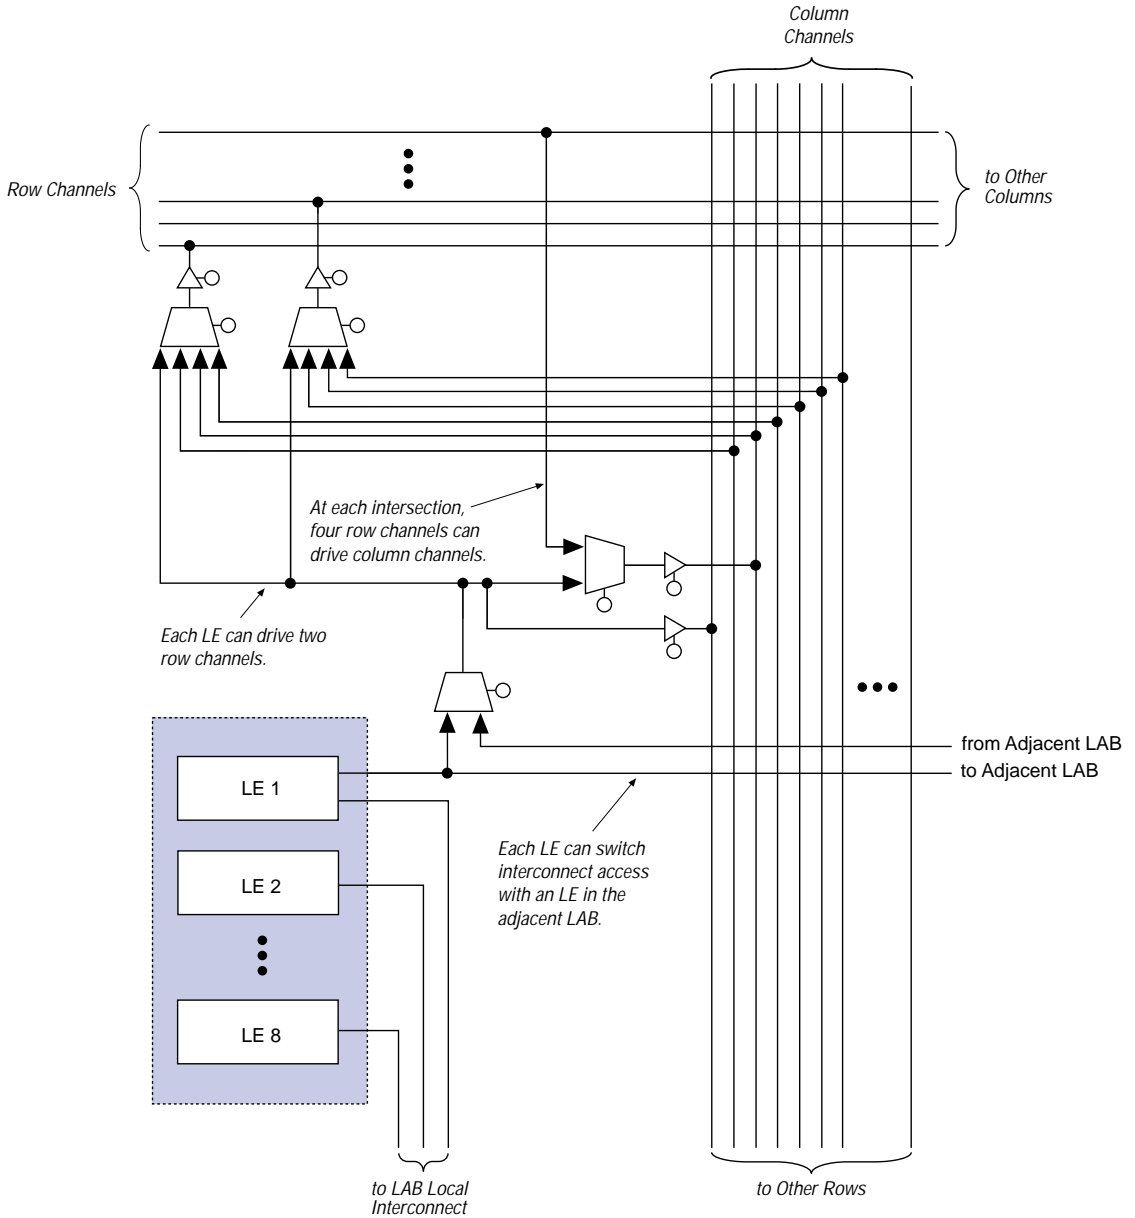 Column
Channels
Row Channels
to Other
Columns
At each intersection,
four row channels can
drive column channels.
Each LE can drive two
row channels.
from Adjacent LAB
to Adjacent LAB
LE 1
Each LE can switch
interconnect access
with an LE in the
adjacent LAB.
LE 2
LE 8
to LAB Local
Interconnect
to Other Rows